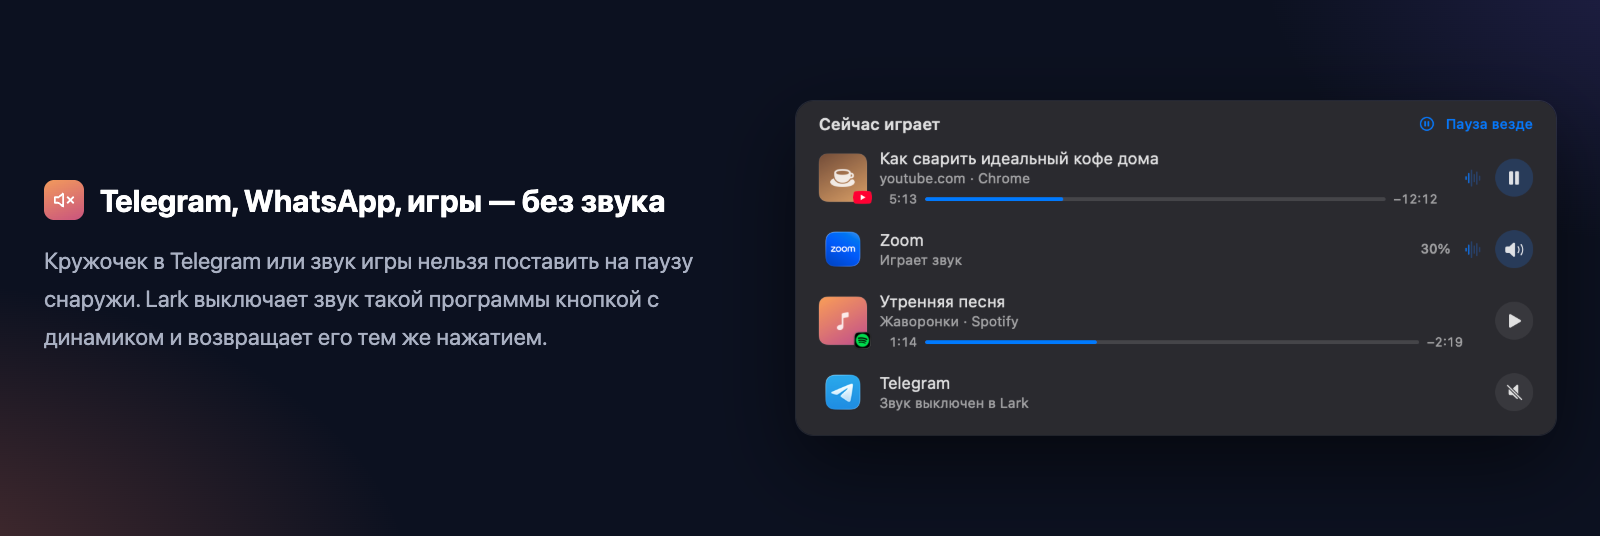 Telegram, WhatsApp, игры — без звука
Кружочек в Telegram или звук игры нельзя поставить на паузу
снаружи. Lark выключает звук такой программы кнопкой с
динамиком и возвращает его тем же нажатием.
Сейчас играет
Пауза везде
Как сварить идеальный кофе дома
youtube.com · Chrome
5:13
−12:12
zoom
Zoom
Играет звук
30%
Утренняя песня
Жаворонки · Spotify
1:14
−2:19
Telegram
Звук выключен в Lark